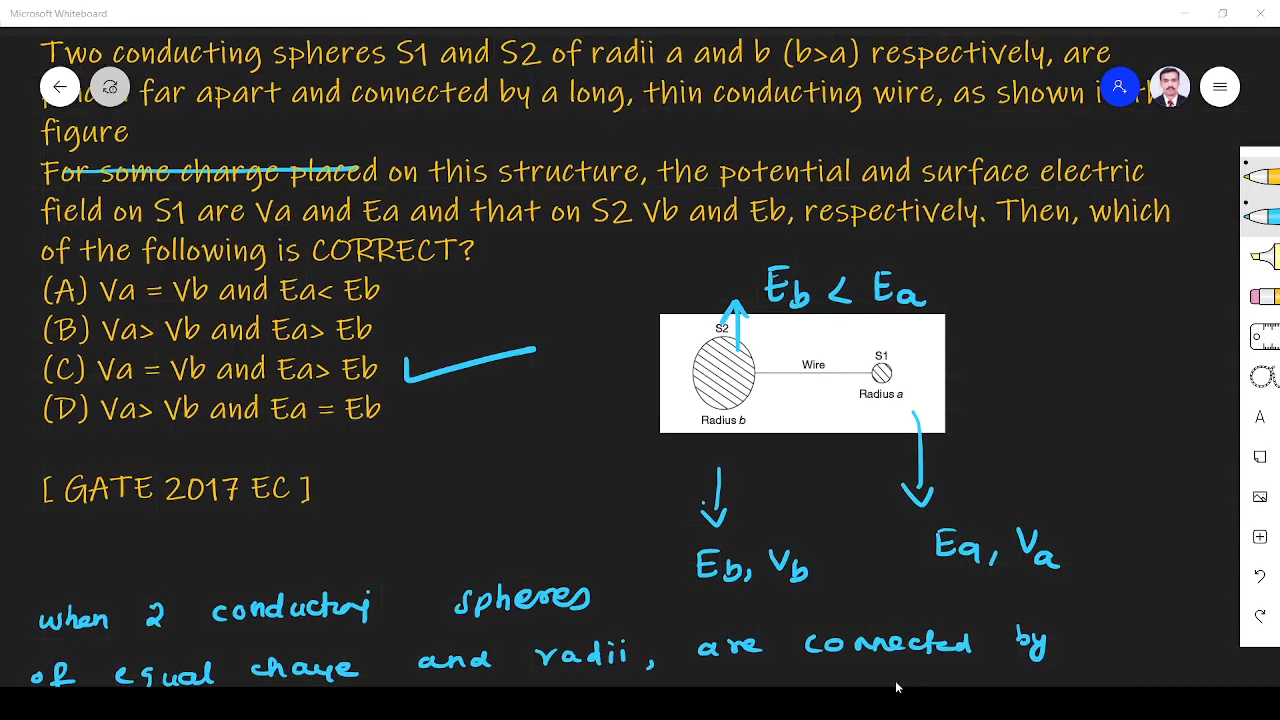 Microsoft Whiteboard
Two conducting spheres S1 and S2 of radii a and b (b>a) respectively, are
far apart and connected by a long, thin conducting wire, as shown
figure
For some charge placed on this structure, the potential and surface electric
field on S1 are Va and Ea and that on S2 Vb and Eb, respectively. Then, which
of the following is CORRECT?
(A) Va = Vb and Ea< Eb
(B) Va> Vb and Ea> Eb
(C) Va = Vb and Ea> Eb
(D) Va> Vb and Ea = Eb
[ GATE 2017 EC ]
Eb < Ea
S2
S1
Wire
Radius a
Radius b
Eb, Vb
Ea, Va
when 2 conducting spheres
of equal charge and radii, are connected by
A